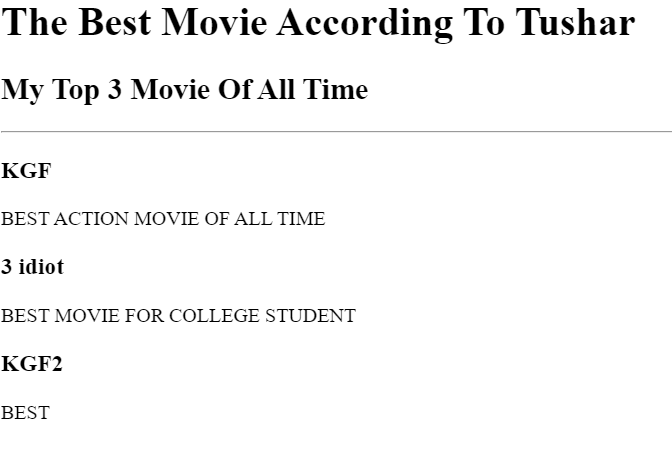 The Best Movie According To Tushar
My Top 3 Movie Of All Time
KGF
BEST ACTION MOVIE OF ALL TIME
3 idiot
BEST MOVIE FOR COLLEGE STUDENT
KGF2
BEST